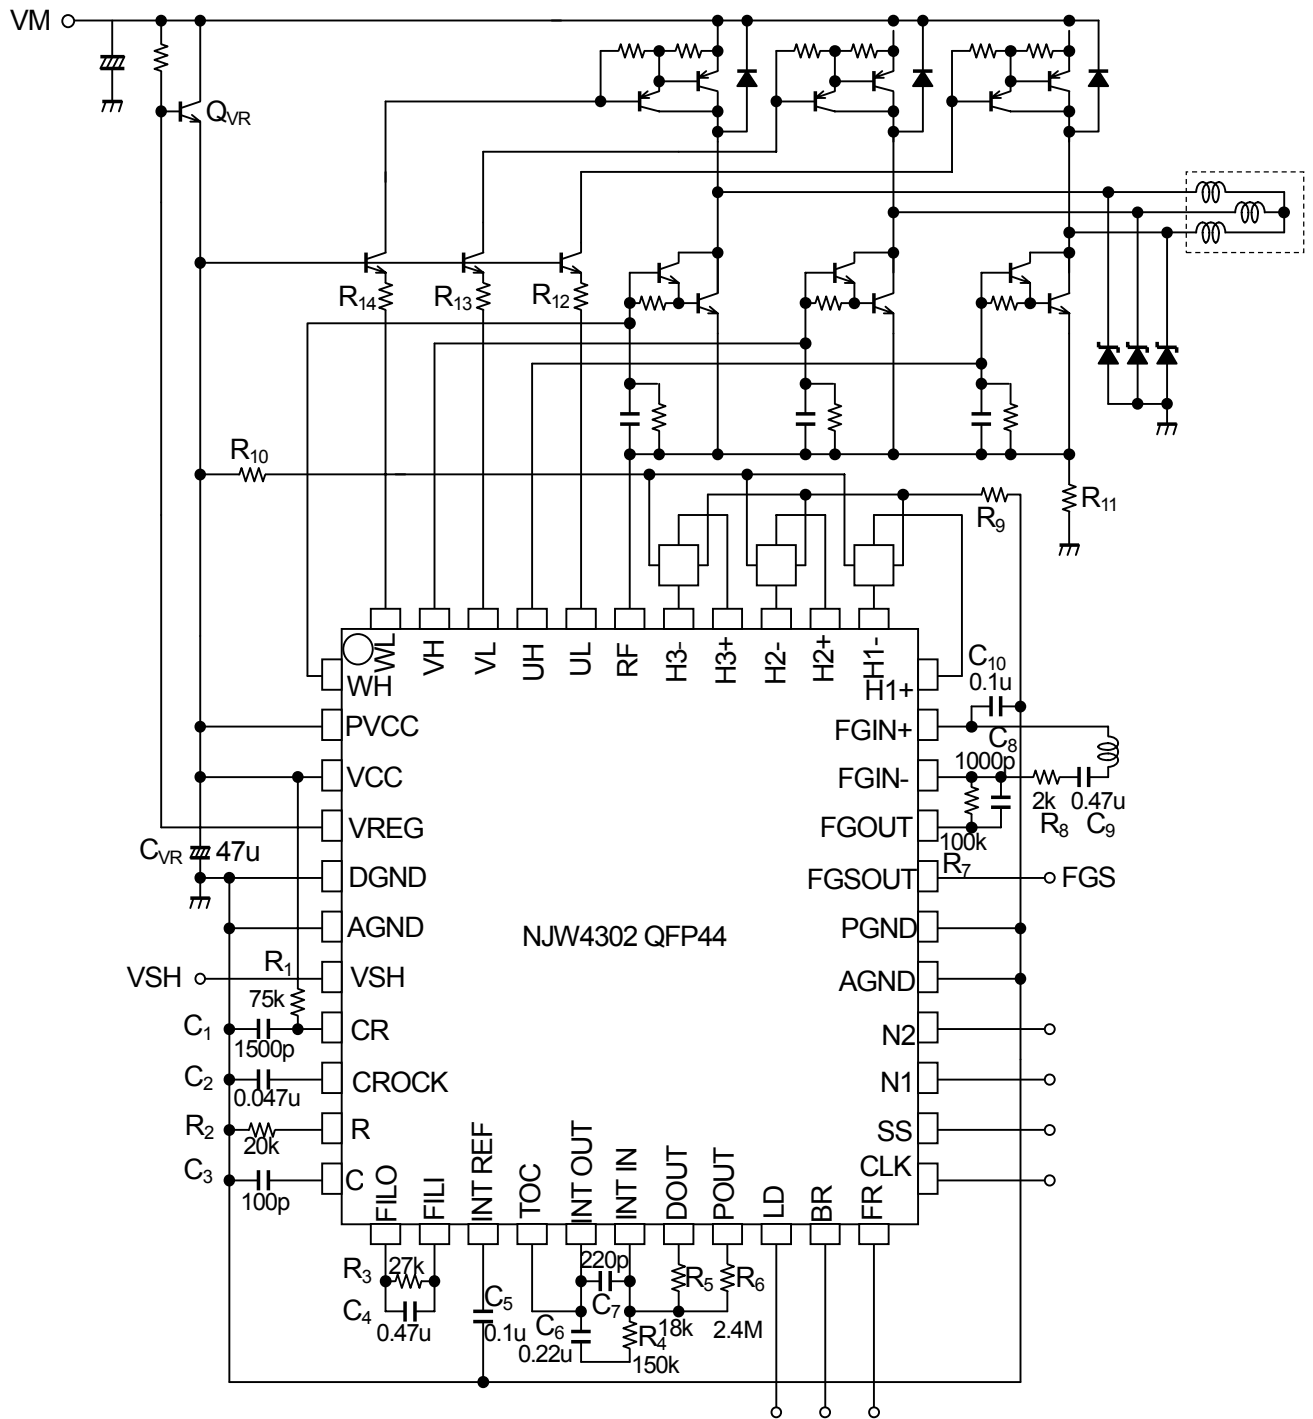 VM
QVR
R14
R13
R12
R10
R11
R9
WL
VH
VL
UH
UL
RF
H3-
H3+
H2-
H2+
H1-
WH
H1+
C10
0.1u
PVCC
FGIN+
C8
1000p
VCC
FGIN-
2k
0.47u
R8
C9
VREG
FGOUT
100k
R7
CVR
47u
DGND
FGSOUT
FGS
AGND
NJW4302 QFP44
PGND
R1
VSH
VSH
AGND
75k
C1
CR
N2
1500p
C2
CROCK
N1
0.047u
R2
R
SS
20k
C3
C
CLK
100p
FILO
FILI
INT REF
TOC
INT OUT
INT IN
DOUT
POUT
LD
BR
FR
R3
27k
220p
R5
R6
C4
C5
C7
0.47u
0.1u
C6
R4
18k
2.4M
0.22u
150k